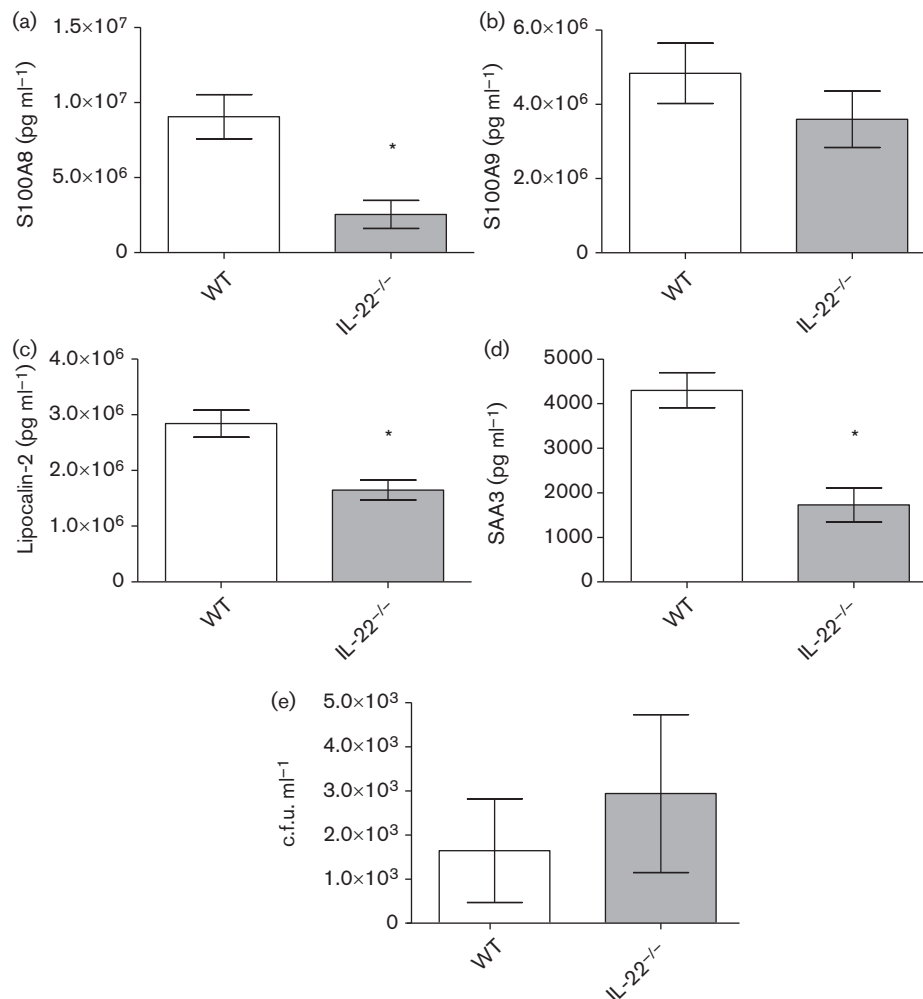 (a)
S100A8 (pg ml⁻¹)
1.5×10⁷
1.0×10⁷
5.0×10⁶
0
WT
IL-22⁻/⁻
*
(b)
S100A9 (pg ml⁻¹)
6.0×10⁶
4.0×10⁶
2.0×10⁶
0
WT
IL-22⁻/⁻
(c)
Lipocalin-2 (pg ml⁻¹)
4.0×10⁶
3.0×10⁶
2.0×10⁶
1.0×10⁶
0
WT
IL-22⁻/⁻
*
(d)
SAA3 (pg ml⁻¹)
5000
4000
3000
2000
1000
0
WT
IL-22⁻/⁻
*
(e)
c.f.u. ml⁻¹
5.0×10³
4.0×10³
3.0×10³
2.0×10³
1.0×10³
0
WT
IL-22⁻/⁻